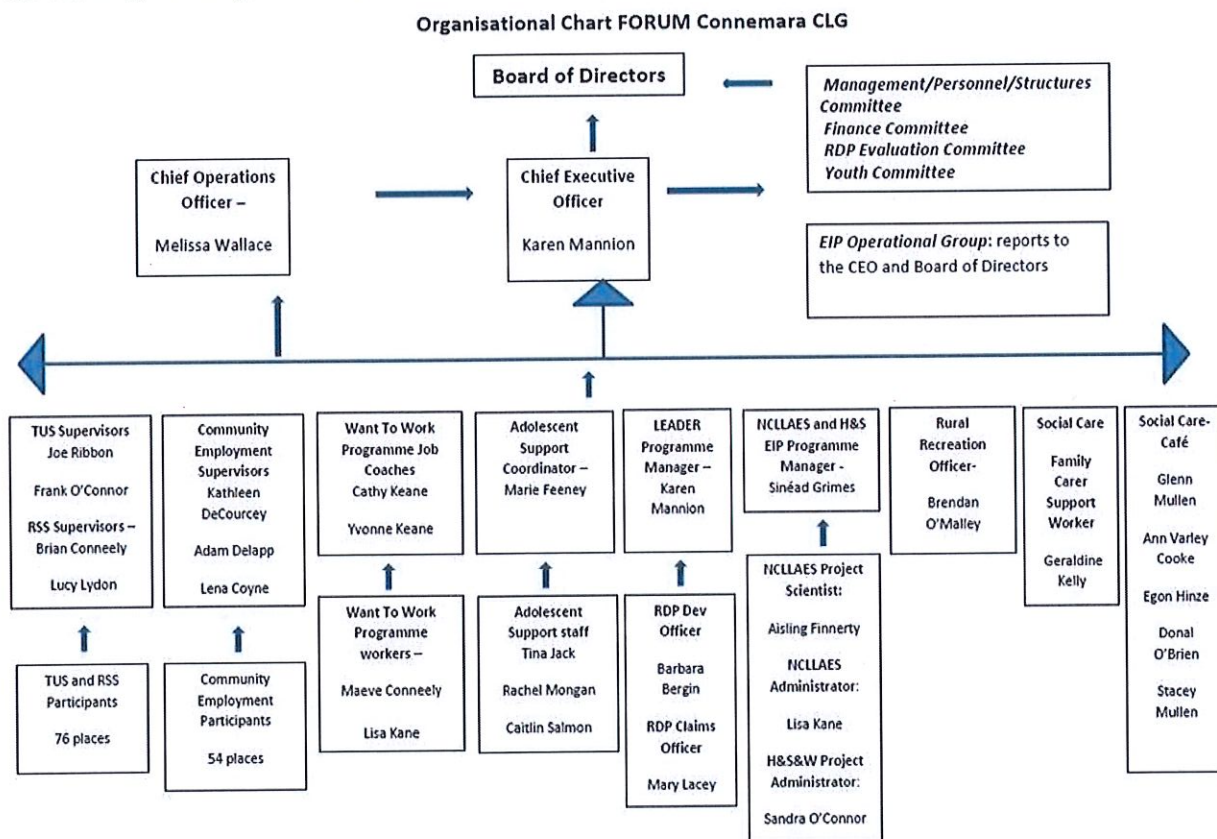 Organisational Chart FORUM Connemara CLG
Board of Directors
Management/Personnel/Structures
Committee
Finance Committee
RDP Evaluation Committee
Youth Committee
Chief Operations
Officer –
Melissa Wallace
Chief Executive
Officer
Karen Mannion
EIP Operational Group: reports to
the CEO and Board of Directors
TUS Supervisors
Joe Ribbon
Frank O'Connor
RSS Supervisors –
Brian Conneely
Lucy Lydon
Community
Employment
Supervisors
Kathleen
DeCourcey
Adam Delapp
Lena Coyne
Want To Work
Programme Job
Coaches
Cathy Keane
Yvonne Keane
Adolescent
Support
Coordinator –
Marie Feeney
LEADER
Programme
Manager –
Karen
Mannion
NCLLAES and H&S
EIP Programme
Manager -
Sinéad Grimes
Rural
Recreation
Officer-
Brendan
O'Malley
Social Care
Family
Carer
Support
Worker
Geraldine
Kelly
Social Care-
Café
Glenn
Mullen
Ann Varley
Cooke
Egon Hinze
Donal
O'Brien
Stacey
Mullen
TUS and RSS
Participants
76 places
Community
Employment
Participants
54 places
Want To Work
Programme
workers –
Maeve Conneely
Lisa Kane
Adolescent
Support staff
Tina Jack
Rachel Mongan
Caitlin Salmon
RDP Dev
Officer
Barbara
Bergin
RDP Claims
Officer
Mary Lacey
NCLLAES Project
Scientist:
Aisling Finnerty
NCLLAES
Administrator:
Lisa Kane
H&S&W Project
Administrator:
Sandra O'Connor